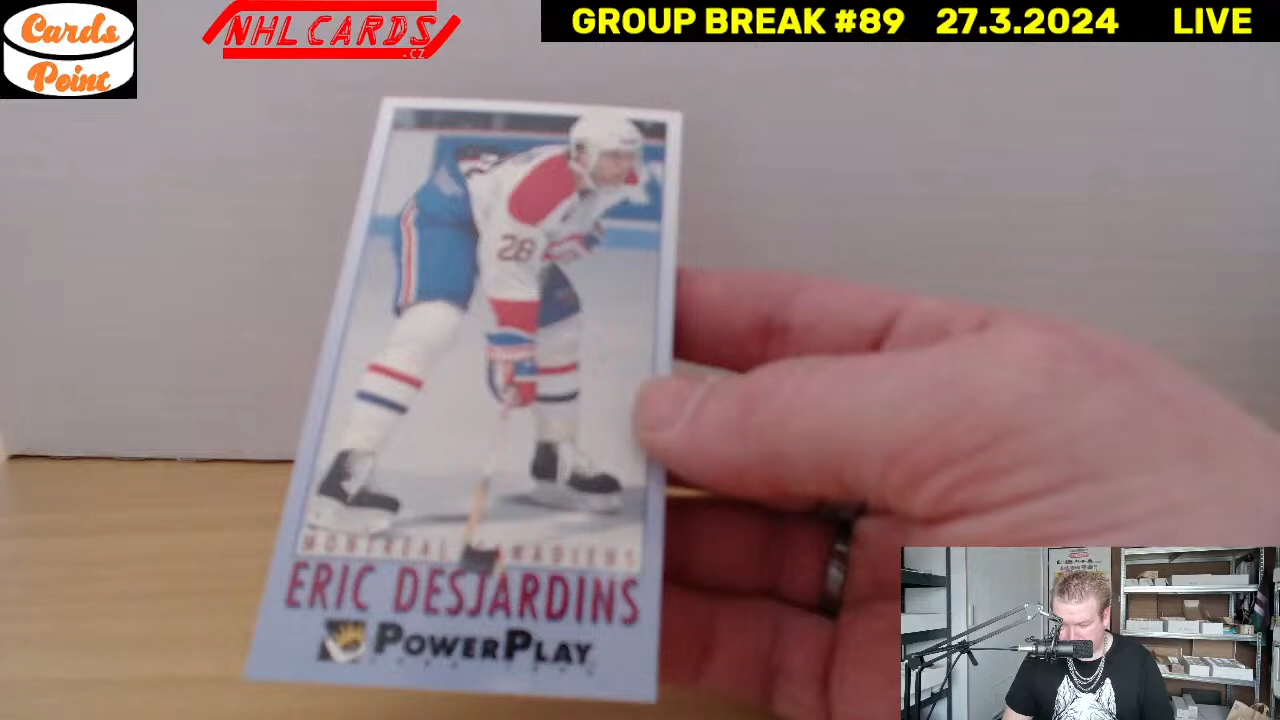 Cards
Point
NHL CARDS
.CZ
GROUP BREAK #89 27.3.2024 LIVE
28
MONTREAL CANADIENS
ERIC DESJARDINS
POWERPLAY